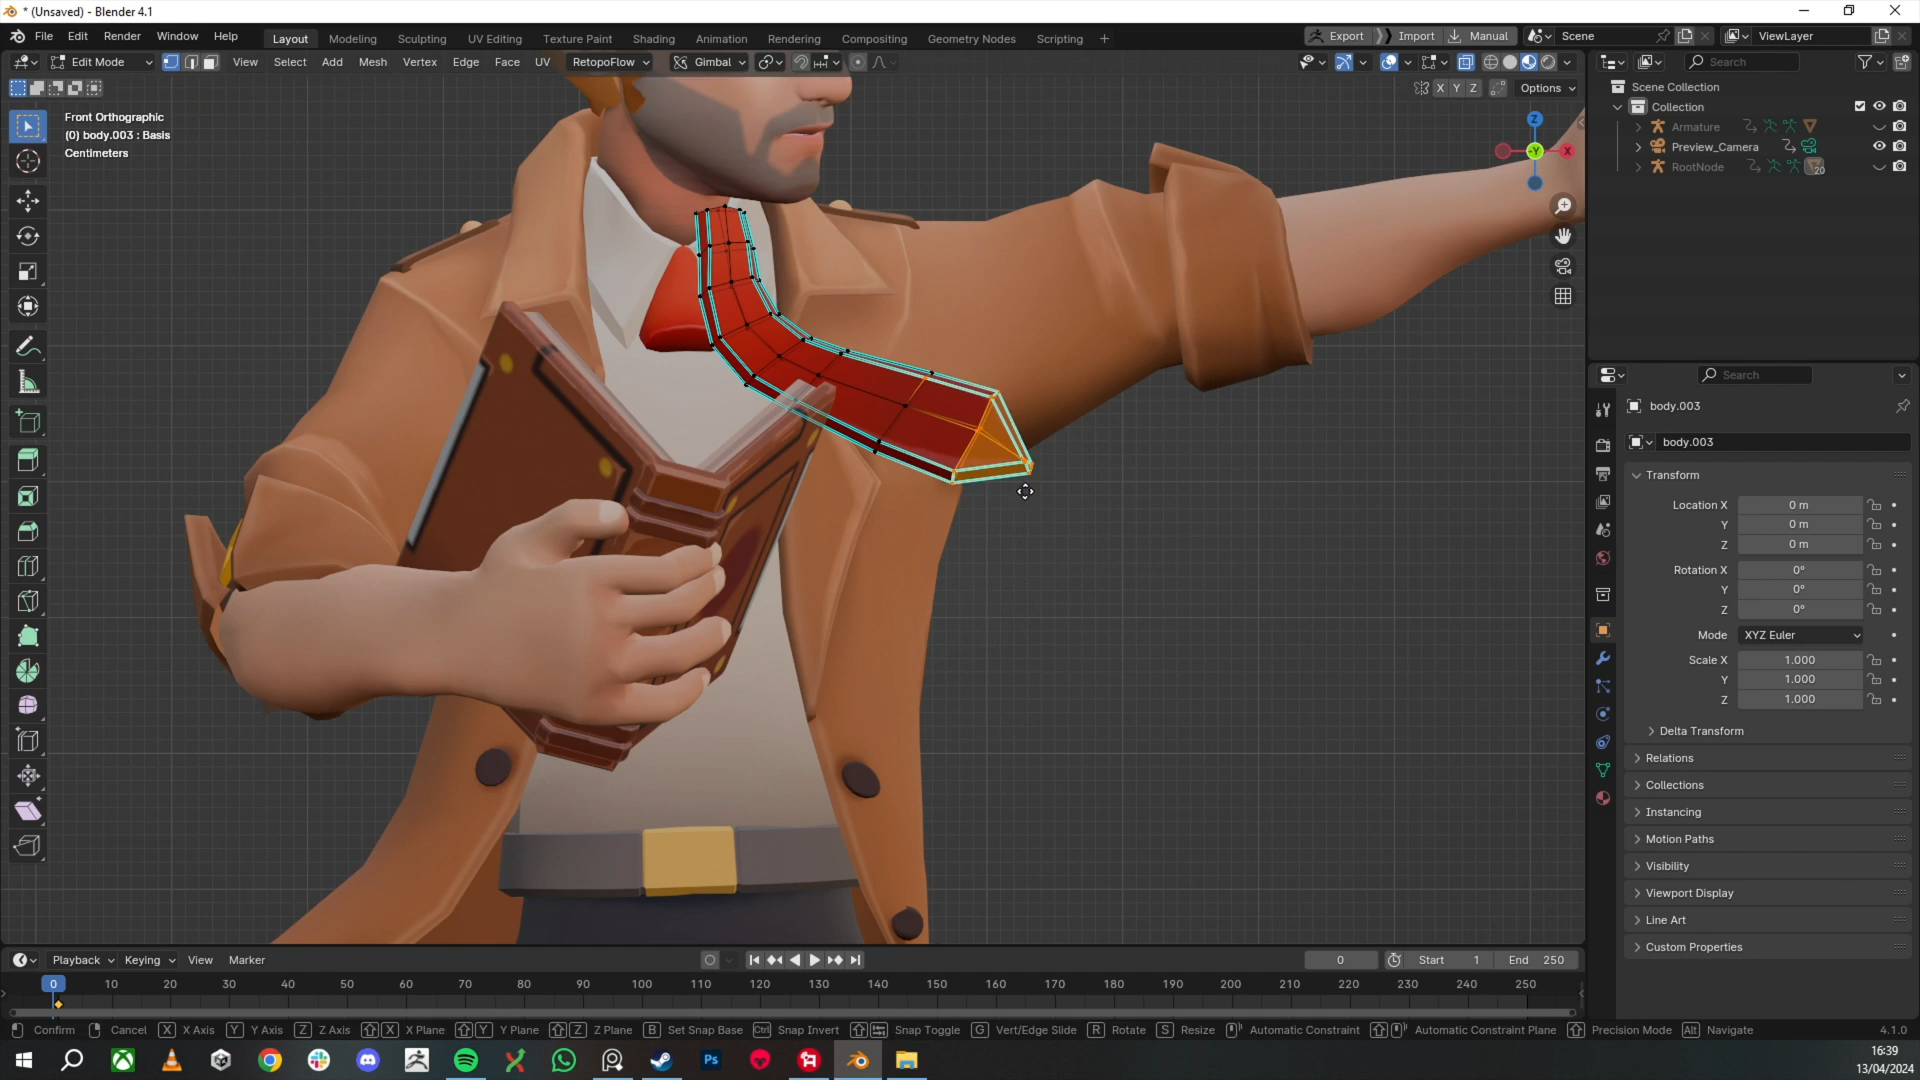 * (Unsaved) - Blender 4.1
File Edit Render Window Help Layout Modeling Sculpting UV Editing Texture Paint Shading Animation Rendering Compositing Geometry Nodes Scripting + Export Import Manual Scene ViewLayer
Edit Mode View Select Add Mesh Vertex Edge Face UV RetopoFlow Gimbal Search
X Y Z Options
Scene Collection
Collection
Armature
Preview_Camera
RootNode 20
Front Orthographic
(0) body.003 : Basis
Centimeters
Z
-Y X
Search
body.003
body.003
Transform
Location X 0 m
Y 0 m
Z 0 m
Rotation X 0°
Y 0°
Z 0°
Mode XYZ Euler
Scale X 1.000
Y 1.000
Z 1.000
Delta Transform
Relations
Collections
Instancing
Motion Paths
Visibility
Viewport Display
Line Art
Custom Properties
Playback Keying View Marker 0 Start 1 End 250
0 10 20 30 40 50 60 70 80 90 100 110 120 130 140 150 160 170 180 190 200 210 220 230 240 250
Confirm Cancel X X Axis Y Y Axis Z Z Axis X X Plane Y Y Plane Z Z Plane B Set Snap Base Ctrl Snap Invert Snap Toggle G Vert/Edge Slide R Rotate S Resize Automatic Constraint Automatic Constraint Plane Precision Mode Alt Navigate 4.1.0
Ps
16:39
13/04/2024